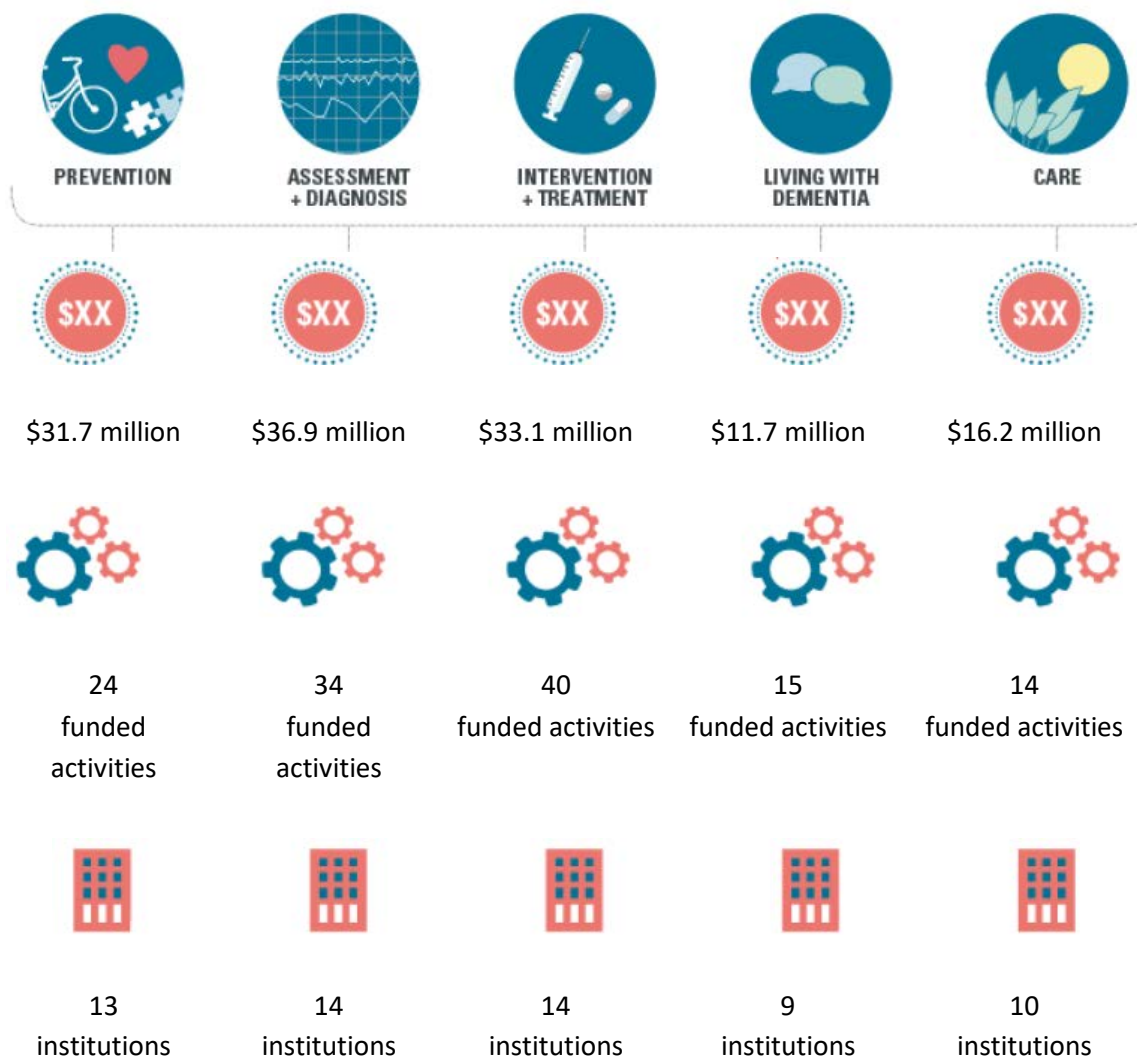 PREVENTION
ASSESSMENT
+ DIAGNOSIS
INTERVENTION
+ TREATMENT
LIVING WITH
DEMENTIA
CARE
$XX
$XX
$XX
$XX
$XX
$31.7 million
$36.9 million
$33.1 million
$11.7 million
$16.2 million
24
funded
activities
34
funded
activities
40
funded activities
15
funded activities
14
funded activities
13
institutions
14
institutions
14
institutions
9
institutions
10
institutions